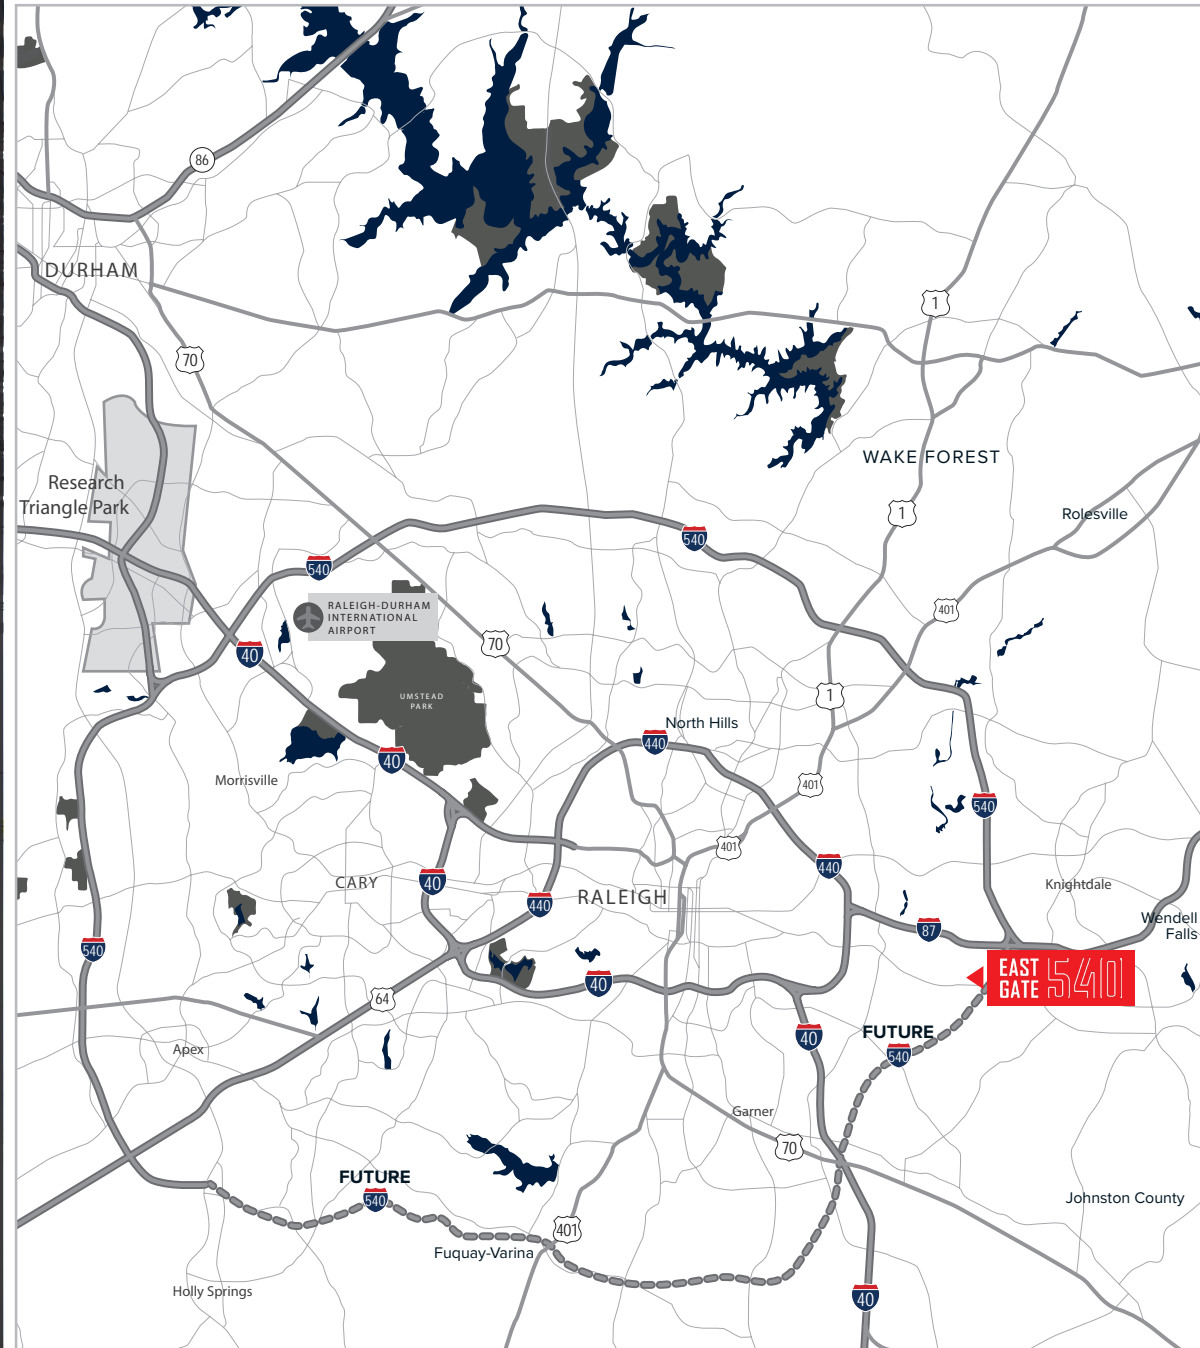 86
DURHAM
1
70
WAKE FOREST
Research
Triangle Park
1
Rolesville
540
540
RALEIGH-DURHAM
INTERNATIONAL
AIRPORT
401
70
40
UMSTEAD
PARK
1
North Hills
440
40
Morrisville
401
540
401
440
CARY
40
RALEIGH
440
Knightdale
Wendell
Falls
87
540
EAST
GATE
540
40
64
FUTURE
540
40
Apex
Garner
70
FUTURE
540
Johnston County
401
Fuquay-Varina
Holly Springs
40